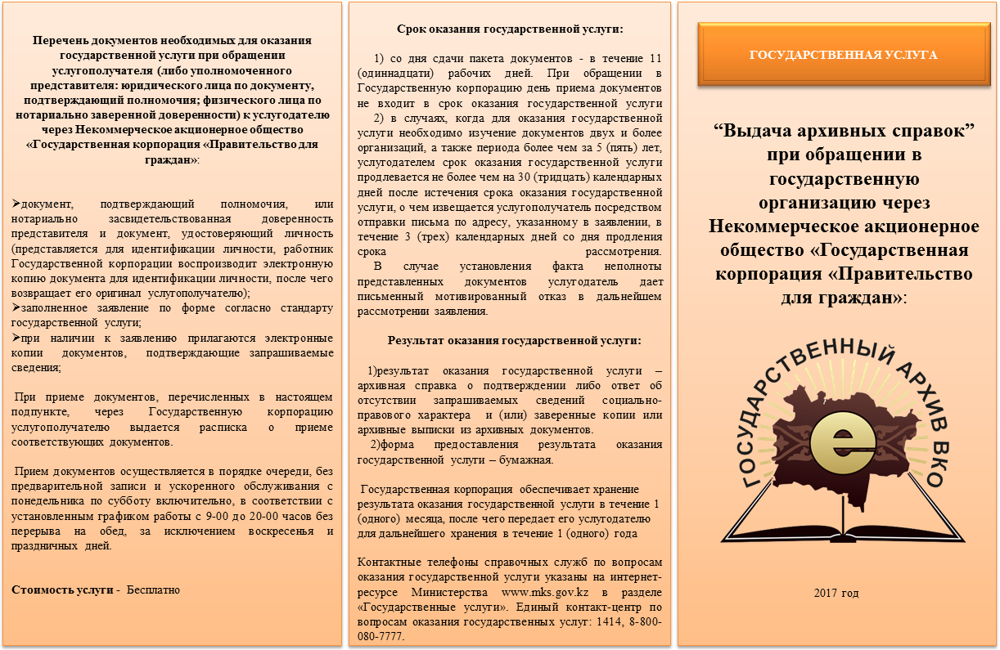 Перечень документов необходимых для оказания
государственной услуги при обращении
услугополучателя (либо уполномоченного
представителя: юридического лица по документу,
подтверждающий полномочия; физического лица по
нотариально заверенной доверенности) к услугодателю
через Некоммерческое акционерное общество
«Государственная корпорация «Правительство для
граждан»:
➢документ, подтверждающий полномочия, или
нотариально засвидетельствованная доверенность
представителя и документ, удостоверяющий личность
(представляется для идентификации личности, работник
Государственной корпорации воспроизводит электронную
копию документа для идентификации личности, после чего
возвращает его оригинал услугополучателю);
➢заполненное заявление по форме согласно стандарту
государственной услуги;
➢при наличии к заявлению прилагаются электронные
копии документов, подтверждающие запрашиваемые
сведения;
При приеме документов, перечисленных в настоящем
подпункте, через Государственную корпорацию
услугополучателю выдается расписка о приеме
соответствующих документов.
Прием документов осуществляется в порядке очереди, без
предварительной записи и ускоренного обслуживания с
понедельника по субботу включительно, в соответствии с
установленным графиком работы с 9-00 до 20-00 часов без
перерыва на обед, за исключением воскресенья и
праздничных дней.
Стоимость услуги - Бесплатно
Срок оказания государственной услуги:
1) со дня сдачи пакета документов - в течение 11
(одиннадцати) рабочих дней. При обращении в
Государственную корпорацию день приема документов
не входит в срок оказания государственной услуги
2) в случаях, когда для оказания государственной
услуги необходимо изучение документов двух и более
организаций, а также периода более чем за 5 (пять) лет,
услугодателем срок оказания государственной услуги
продлевается не более чем на 30 (тридцать) календарных
дней после истечения срока оказания государственной
услуги, о чем извещается услугополучатель посредством
отправки письма по адресу, указанному в заявлении, в
течение 3 (трех) календарных дней со дня продления
срока рассмотрения.
В случае установления факта неполноты
представленных документов услугодатель дает
письменный мотивированный отказ в дальнейшем
рассмотрении заявления.
Результат оказания государственной услуги:
1)результат оказания государственной услуги –
архивная справка о подтверждении либо ответ об
отсутствии запрашиваемых сведений социально-
правового характера и (или) заверенные копии или
архивные выписки из архивных документов.
2)форма предоставления результата оказания
государственной услуги – бумажная.
Государственная корпорация обеспечивает хранение
результата оказания государственной услуги в течение 1
(одного) месяца, после чего передает его услугодателю
для дальнейшего хранения в течение 1 (одного) года
Контактные телефоны справочных служб по вопросам
оказания государственной услуги указаны на интернет-
ресурсе Министерства www.mks.gov.kz в разделе
«Государственные услуги». Единый контакт-центр по
вопросам оказания государственных услуг: 1414, 8-800-
080-7777.
ГОСУДАРСТВЕННАЯ УСЛУГА
“Выдача архивных справок”
при обращении в
государственную
организацию через
Некоммерческое акционерное
общество «Государственная
корпорация «Правительство
для граждан»:
ГОСУДАРСТВЕННЫЙ АРХИВ ВКО
е
2017 год